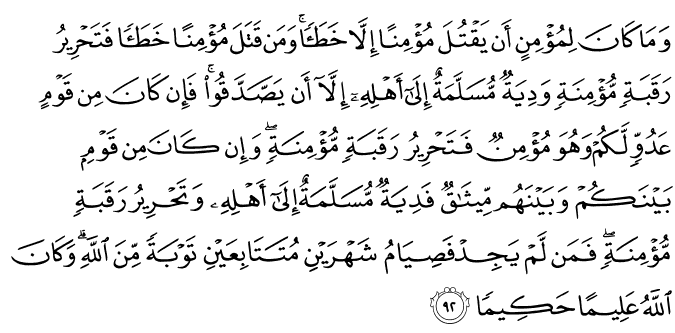 وَمَا كَانَ لِمُؤْمِنٍ أَن يَقْتُلَ مُؤْمِنًا إِلَّا خَطَـًٔا ۚ وَمَن قَتَلَ مُؤْمِنًا خَطَـًٔا فَتَحْرِيرُ
رَقَبَةٍ مُّؤْمِنَةٍ وَدِيَةٌ مُّسَلَّمَةٌ إِلَىٰٓ أَهْلِهِۦٓ إِلَّآ أَن يَصَّدَّقُوا۟ ۚ فَإِن كَانَ مِن قَوْمٍ
عَدُوٍّ لَّكُمْ وَهُوَ مُؤْمِنٌ فَتَحْرِيرُ رَقَبَةٍ مُّؤْمِنَةٍ ۖ وَإِن كَانَ مِن قَوْمٍۭ
بَيْنَكُمْ وَبَيْنَهُم مِّيثَـٰقٌ فَدِيَةٌ مُّسَلَّمَةٌ إِلَىٰٓ أَهْلِهِۦ وَتَحْرِيرُ رَقَبَةٍ
مُّؤْمِنَةٍ ۖ فَمَن لَّمْ يَجِدْ فَصِيَامُ شَهْرَيْنِ مُتَتَابِعَيْنِ تَوْبَةً مِّنَ ٱللَّهِ ۗ وَكَانَ
ٱللَّهُ عَلِيمًا حَكِيمًا ٩٢